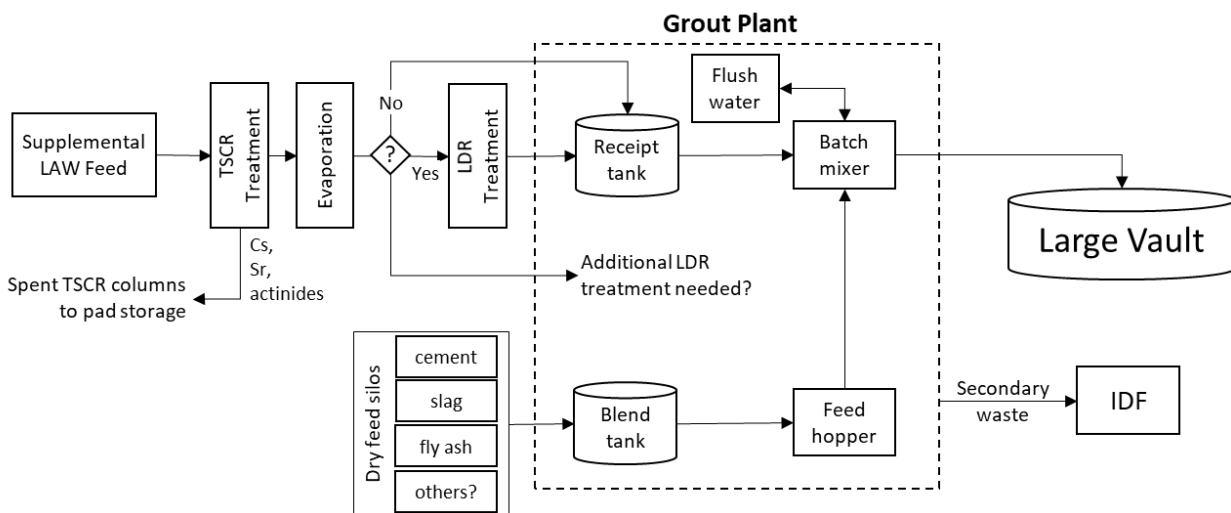 Grout Plant
Flush
water
No
Supplemental
LAW Feed
TSCR
Treatment
Evaporation
?
Yes
LDR
Treatment
Receipt
tank
Batch
mixer
Large Vault
Cs,
Sr,
actinides
Spent TSCR columns
to pad storage
Additional LDR
treatment needed?
Dry feed silos
cement
slag
fly ash
others?
Blend
tank
Feed
hopper
Secondary
waste
IDF